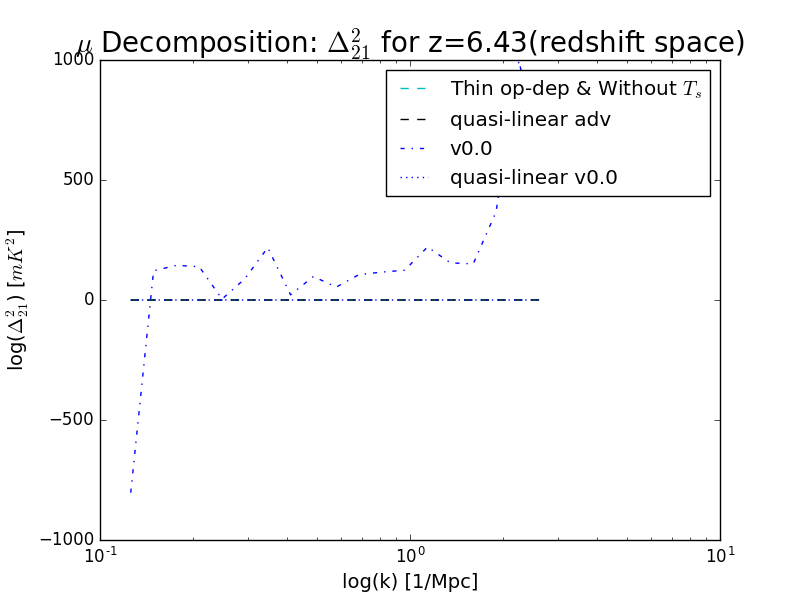 μ Decomposition: Δ²₂₁ for z=6.43(redshift space)
1000
500
0
−500
−1000
log(Δ²₂₁) [mK²]
Thin op-dep & Without Tₛ
quasi-linear adv
v0.0
quasi-linear v0.0
10⁻¹ 10⁰ 10¹
log(k) [1/Mpc]